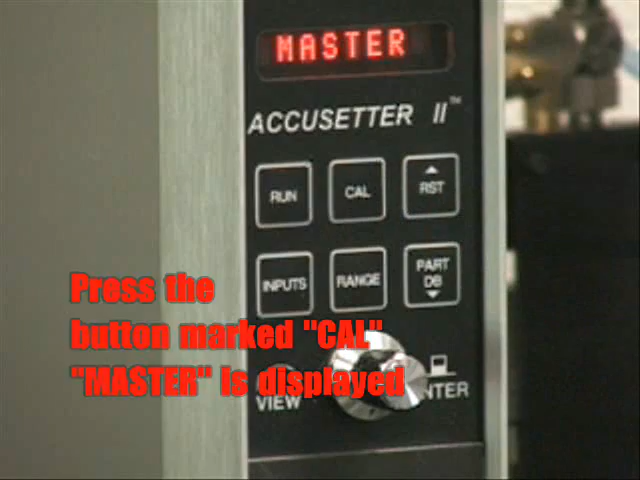 MASTER
ACCUSETTER II™
RUN CAL RST
INPUTS RANGE PART
DB
Press the
button marked "CAL"
"MASTER" is displayed
VIEW